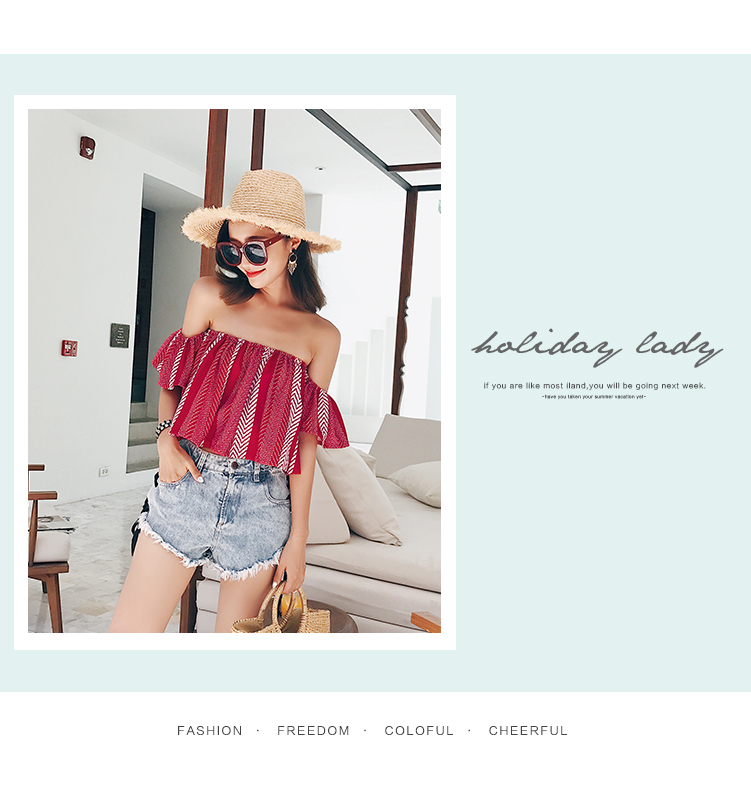 holiday lady
if you are like most iland,you will be going next week.
-have you taken your summer vacation yet-
FASHION · FREEDOM · COLOFUL · CHEERFUL